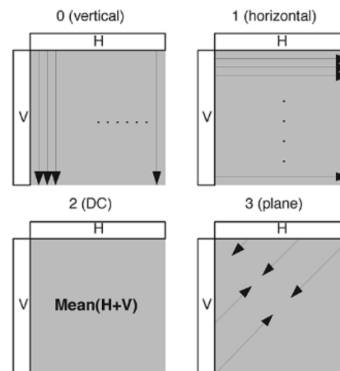 0 (vertical)
H
V
1 (horizontal)
H
V
2 (DC)
H
V
Mean(H+V)
3 (plane)
H
V